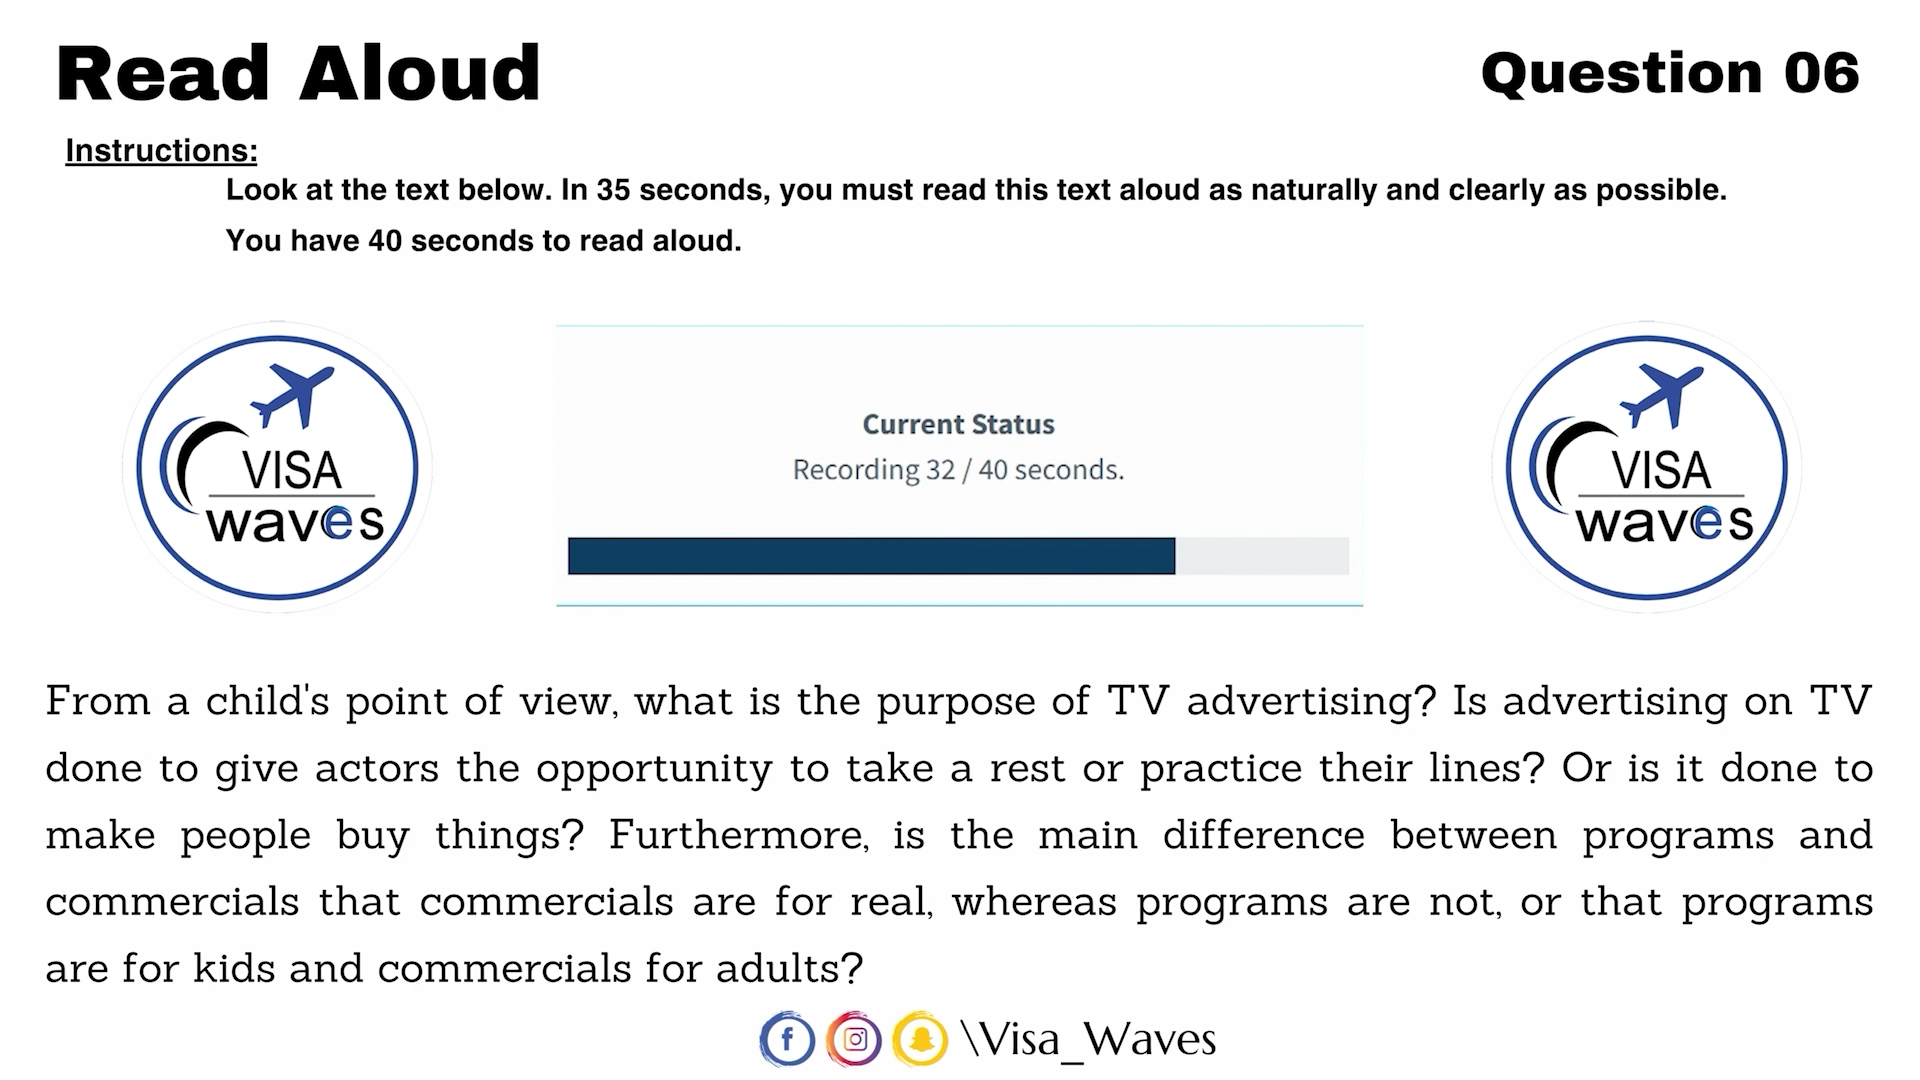 Read Aloud
Question 06
Instructions:
Look at the text below. In 35 seconds, you must read this text aloud as naturally and clearly as possible.
You have 40 seconds to read aloud.
VISA
waves
Current Status
Recording 32 / 40 seconds.
VISA
waves
From a child's point of view, what is the purpose of TV advertising? Is advertising on TV
done to give actors the opportunity to take a rest or practice their lines? Or is it done to
make people buy things? Furthermore, is the main difference between programs and
commercials that commercials are for real, whereas programs are not, or that programs
are for kids and commercials for adults?
\Visa_Waves